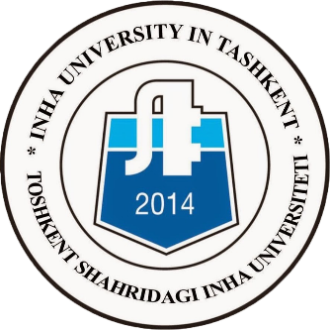 * INHA UNIVERSITY IN TASHKENT *
2014
TOSHKENT SHAHRIDAGI INHA UNIVERSITETI